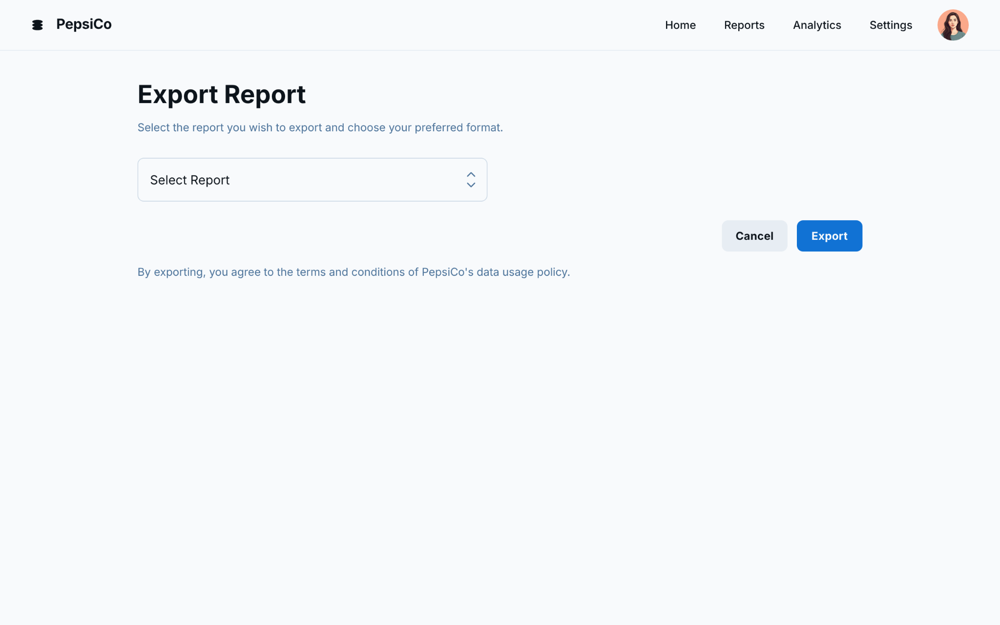 PepsiCo
Home
Reports
Analytics
Settings
Export Report
Select the report you wish to export and choose your preferred format.
Select Report
Cancel
Export
By exporting, you agree to the terms and conditions of PepsiCo's data usage policy.